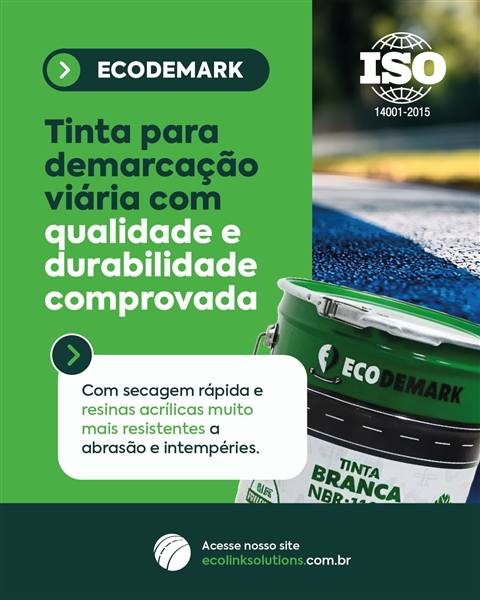 ECODEMARK
ISO
14001-2015
Tinta para
demarcação
viária com
qualidade e
durabilidade
comprovada
Com secagem rápida e
resinas acrílicas muito
mais resistentes a
abrasão e intempéries.
ECODEMARK
TINTA
BRANCA
Acesse nosso site
ecolinksolutions.com.br